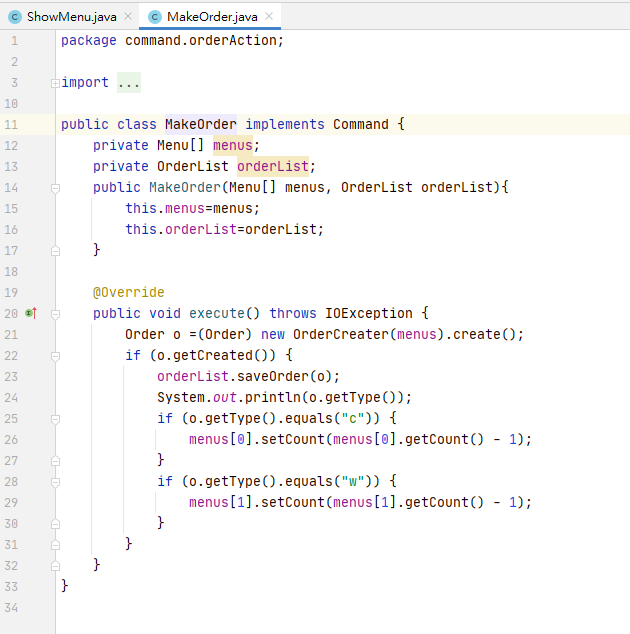 ShowMenu.java × MakeOrder.java ×
1 package command.orderAction;
2
3 import ...
10
11 public class MakeOrder implements Command {
12 private Menu[] menus;
13 private OrderList orderList;
14 public MakeOrder(Menu[] menus, OrderList orderList){
15 this.menus=menus;
16 this.orderList=orderList;
17 }
18
19 @Override
20 public void execute() throws IOException {
21 Order o =(Order) new OrderCreater(menus).create();
22 if (o.getCreated()) {
23 orderList.saveOrder(o);
24 System.out.println(o.getType());
25 if (o.getType().equals("c")) {
26 menus[0].setCount(menus[0].getCount() - 1);
27 }
28 if (o.getType().equals("w")) {
29 menus[1].setCount(menus[1].getCount() - 1);
30 }
31 }
32 }
33 }
34